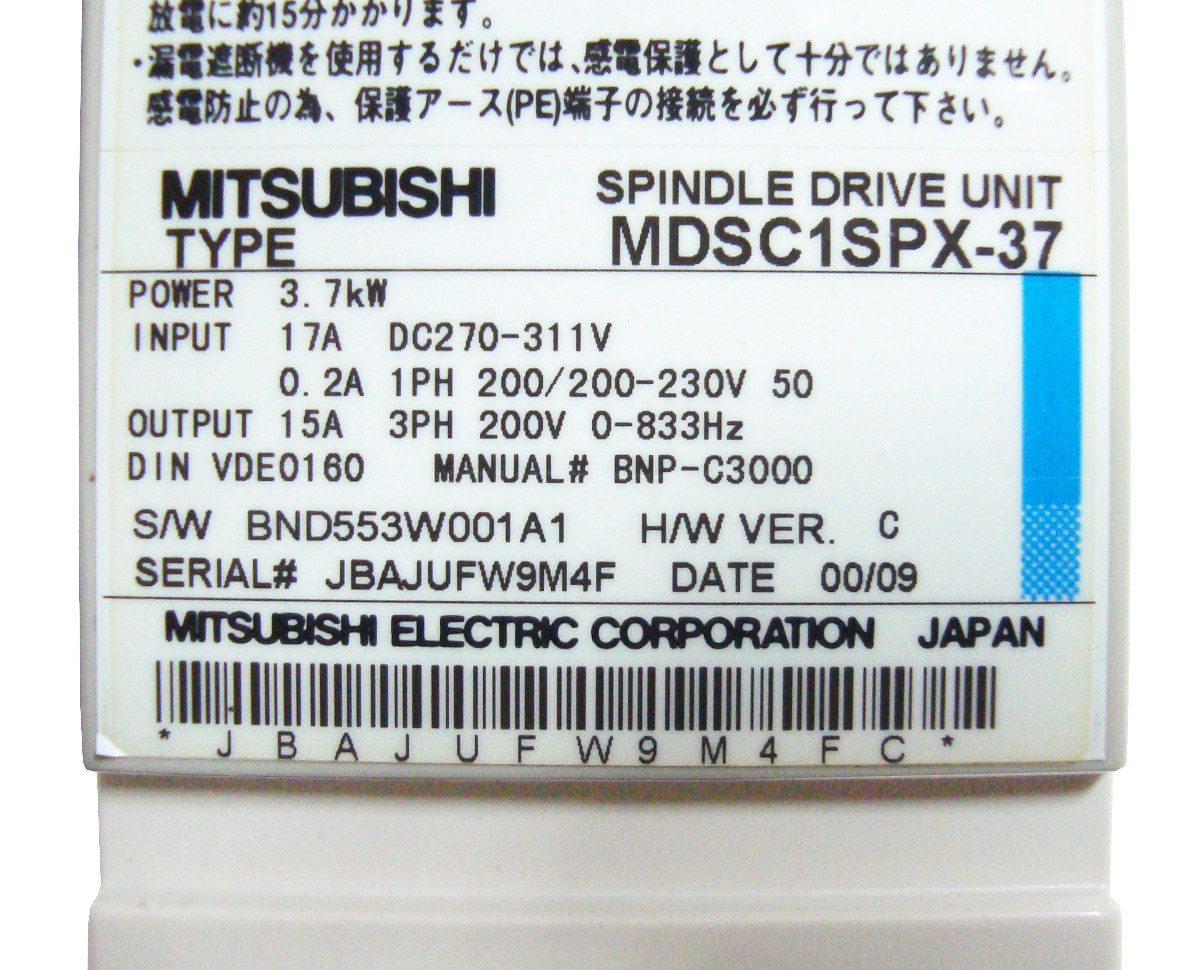 放電に約15分かかります。
・漏電遮断機を使用するだけでは、感電保護として十分ではありません。
感電防止の為、保護アース(PE)端子の接続を必ず行って下さい。
MITSUBISHI SPINDLE DRIVE UNIT
TYPE MDSC1SPX-37
POWER 3.7kW
INPUT 17A DC270-311V
0.2A 1PH 200/200-230V 50
OUTPUT 15A 3PH 200V 0-833Hz
DIN VDE0160 MANUAL# BNP-C3000
S/W BND553W001A1 H/W VER. C
SERIAL# JBAJUFW9M4F DATE 00/09
MITSUBISHI ELECTRIC CORPORATION JAPAN
* J B A J U F W 9 M 4 F C *